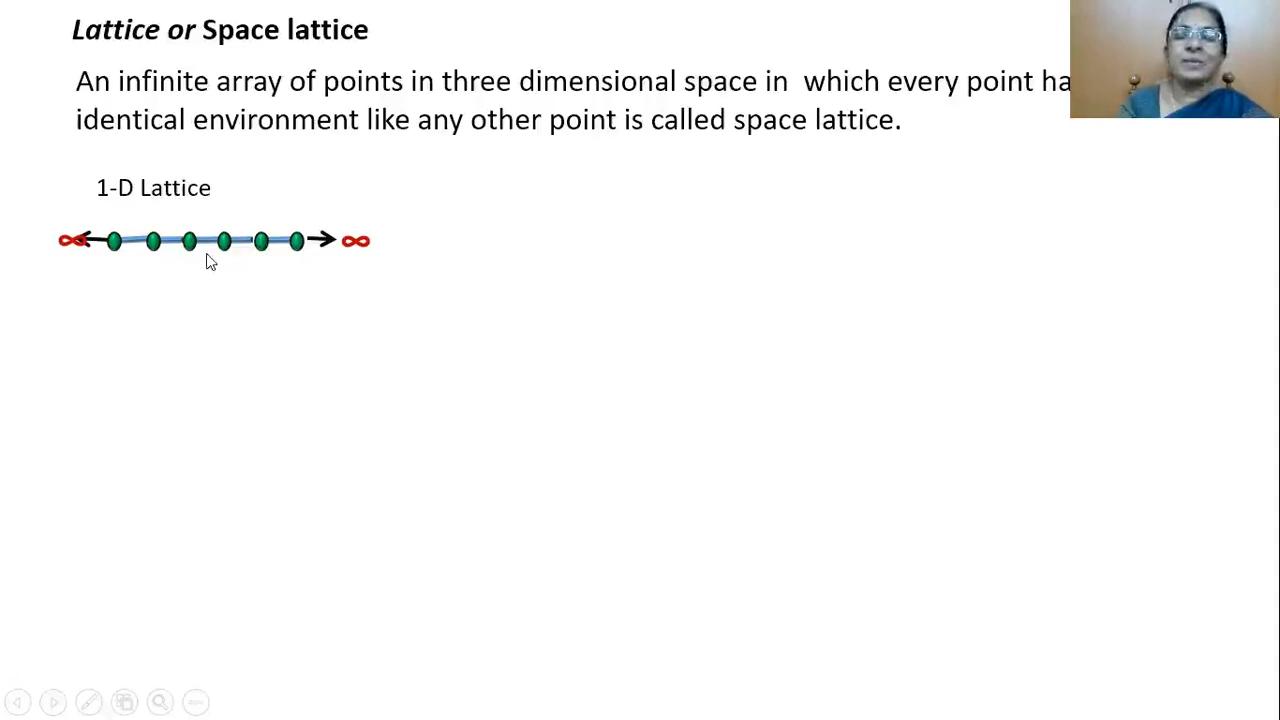 Lattice or Space lattice
An infinite array of points in three dimensional space in which every point
identical environment like any other point is called space lattice.
1-D Lattice
∞ ∞